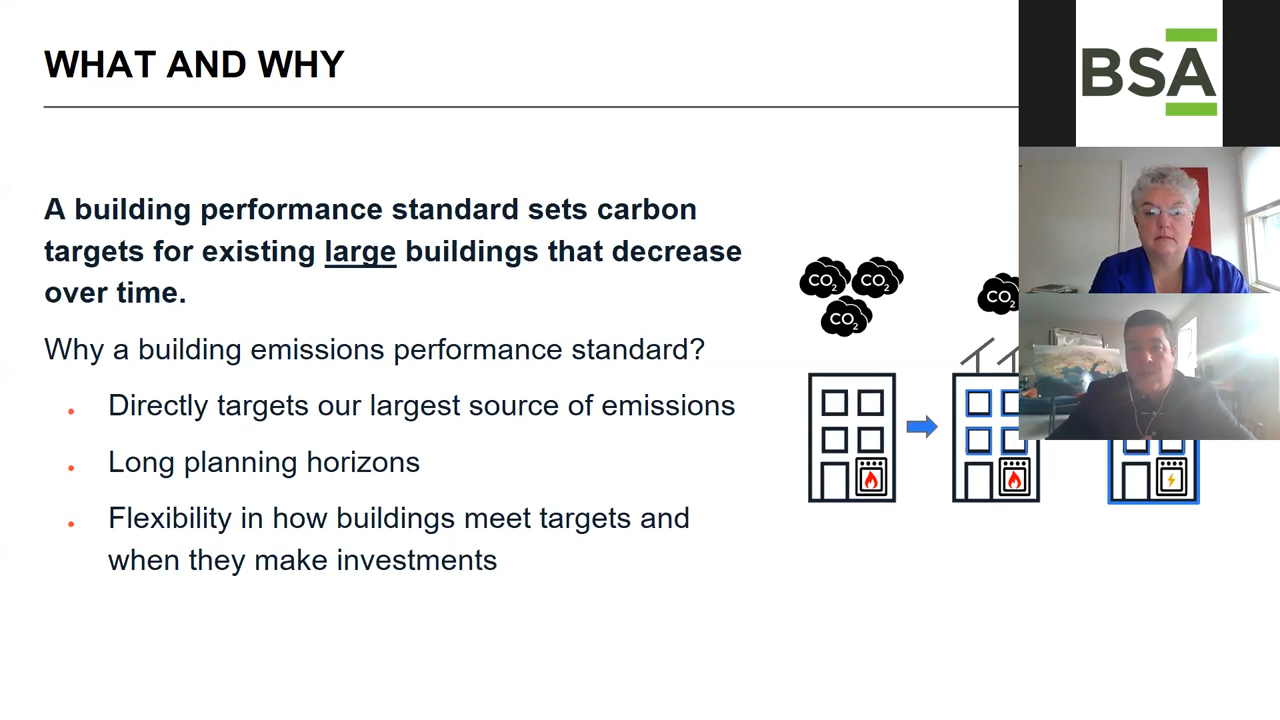 WHAT AND WHY
BSA
A building performance standard sets carbon
targets for existing large buildings that decrease
over time.
Why a building emissions performance standard?
• Directly targets our largest source of emissions
• Long planning horizons
• Flexibility in how buildings meet targets and
when they make investments
CO2 CO2
CO2
CO2